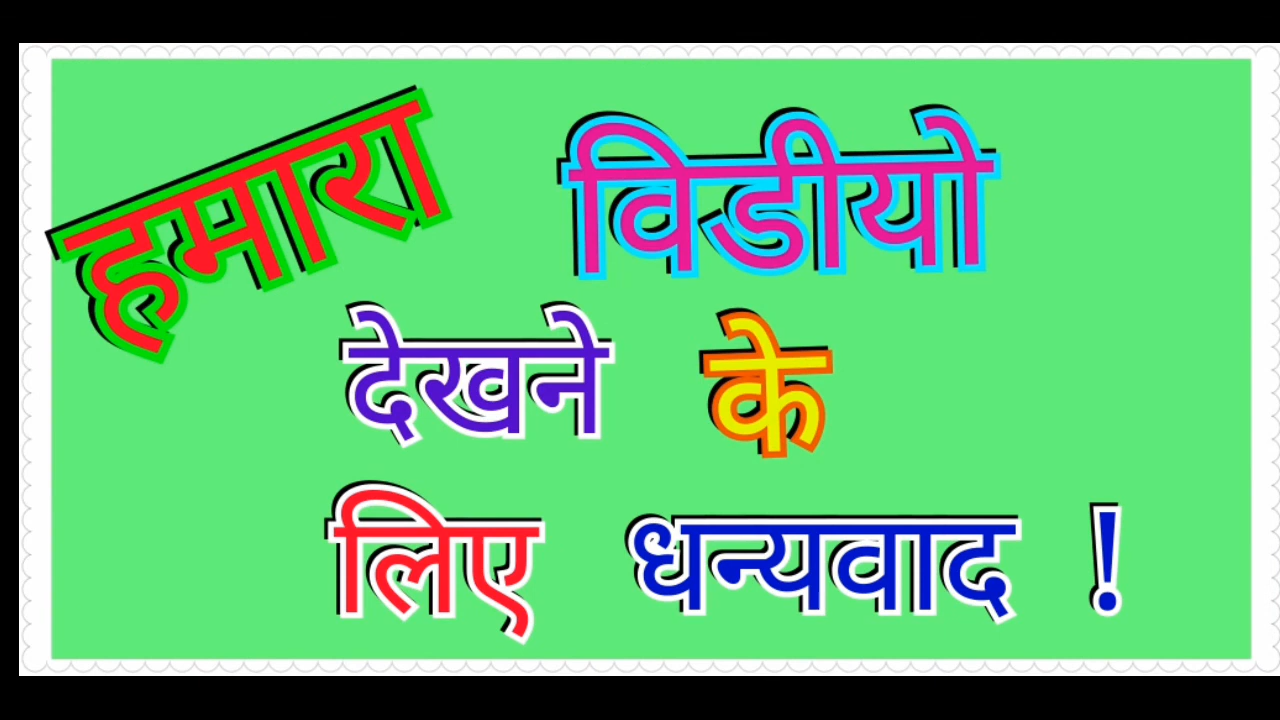 हमारा विडीयो
देखने के
लिए धन्यवाद !